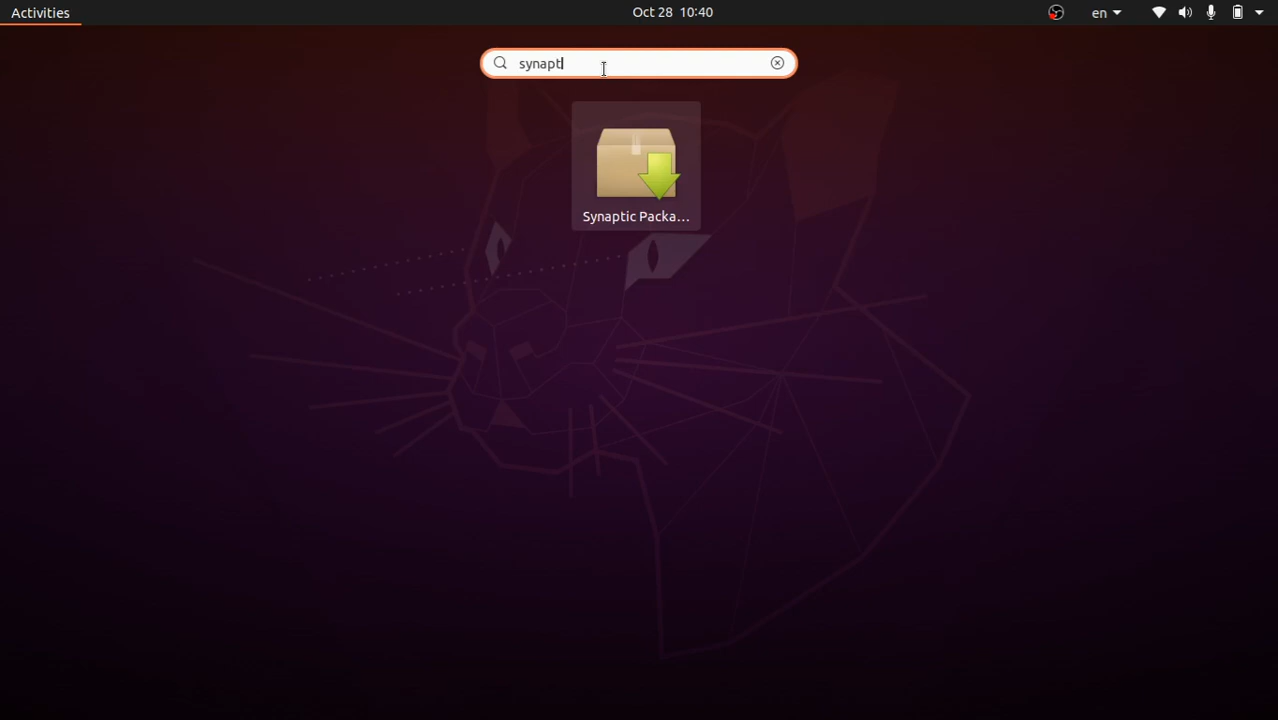 Activities
Oct 28 10:40
en
synapt
Synaptic Packa...